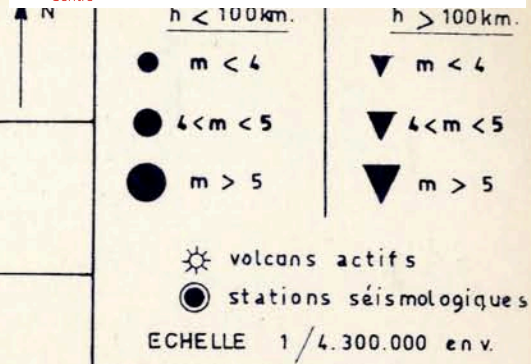 N
h < 100km.
h > 100km.
m < 4
m < 4
4<m < 5
4<m < 5
m > 5
m > 5
volcans actifs
stations séismologiques
ECHELLE 1/4.300.000 env.